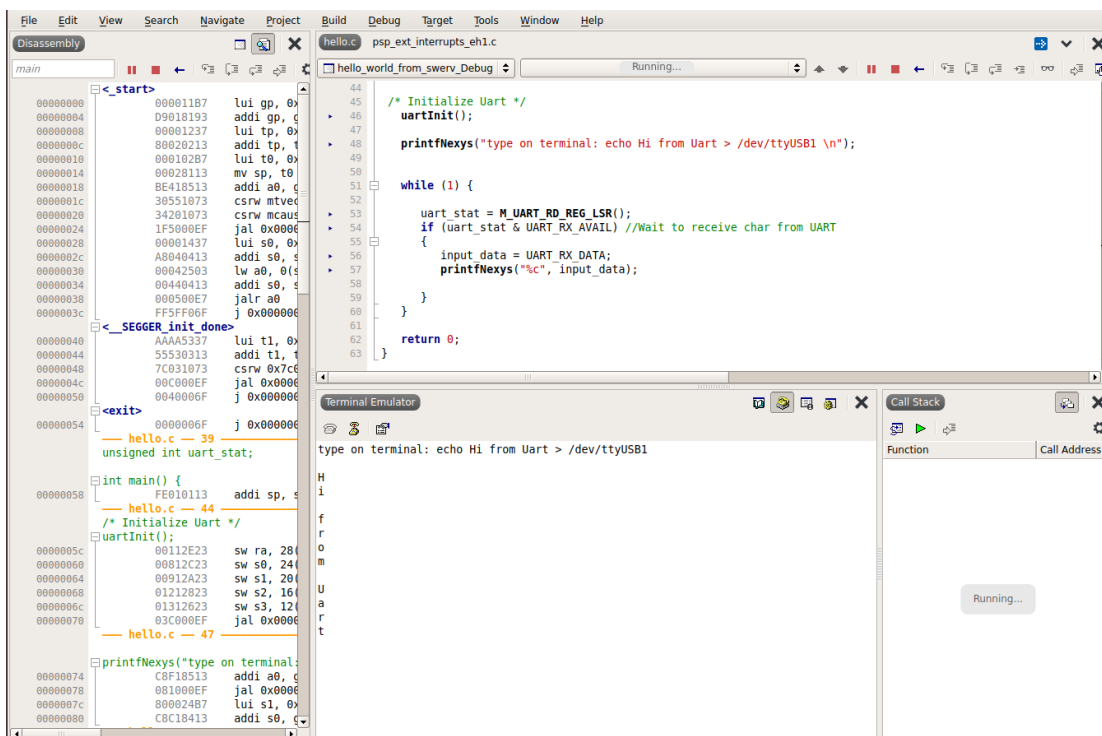 File Edit View Search Navigate Project Build Debug Target Tools Window Help
Disassembly
main
<_start>
00000000 000011B7 lui gp, 0x
00000004 D9018193 addi gp, g
00000008 00001237 lui tp, 0x
0000000c 80020213 addi tp, t
00000010 000102B7 lui t0, 0x
00000014 00028113 mv sp, t0
00000018 BE418513 addi a0, g
0000001c 30551073 csrw mtvec
00000020 34201073 csrw mcaus
00000024 1F5000EF jal 0x0000
00000028 00001437 lui s0, 0x
0000002c A8040413 addi s0, s
00000030 00042503 lw a0, 0(s
00000034 00440413 addi s0, s
00000038 000500E7 jalr a0
0000003c FF5FF06F j 0x000000
<__SEGGER_init_done>
00000040 AAAA5337 lui t1, 0x
00000044 55530313 addi t1, t
00000048 7C031073 csrw 0x7c0
0000004c 00C000EF jal 0x0000
00000050 0040006F j 0x000000
<exit>
00000054 0000006F j 0x000000
hello.c — 39
unsigned int uart_stat;
int main() {
00000058 FE010113 addi sp, s
hello.c — 44
/* Initialize Uart */
uartInit();
0000005c 00112E23 sw ra, 28(
00000060 00812C23 sw s0, 24(
00000064 00912A23 sw s1, 20(
00000068 01212823 sw s2, 16(
0000006c 01312623 sw s3, 12(
00000070 03C000EF jal 0x0000
hello.c — 47
printfNexys("type on terminal:
00000074 C8F18513 addi a0, g
00000078 081000EF jal 0x0000
0000007c 800024B7 lui s1, 0x
00000080 C8C18413 addi s0, g
hello.c psp_ext_interrupts_eh1.c
hello_world_from_swerv_Debug Running...
44
45 /* Initialize Uart */
46 uartInit();
47
48 printfNexys("type on terminal: echo Hi from Uart > /dev/ttyUSB1 \n");
49
50
51 while (1) {
52
53 uart_stat = M_UART_RD_REG_LSR();
54 if (uart_stat & UART_RX_AVAIL) //Wait to receive char from UART
55 {
56 input_data = UART_RX_DATA;
57 printfNexys("%c", input_data);
58
59 }
60 }
61
62 return 0;
63 }
Terminal Emulator
type on terminal: echo Hi from Uart > /dev/ttyUSB1
H
i
f
r
o
m
U
a
r
t
Call Stack
Function Call Address
Running...